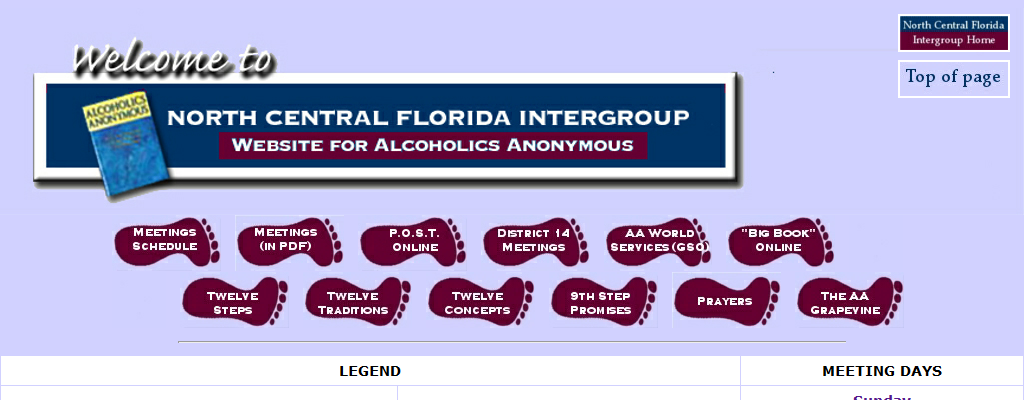 Welcome to
North Central Florida
Intergroup Home
Top of page
ALCOHOLICS
ANONYMOUS
NORTH CENTRAL FLORIDA INTERGROUP
WEBSITE FOR ALCOHOLICS ANONYMOUS
MEETINGS
SCHEDULE
MEETINGS
(IN PDF)
P.O.S.T.
ONLINE
DISTRICT 14
MEETINGS
AA WORLD
SERVICES (GSO)
"BIG BOOK"
ONLINE
TWELVE
STEPS
TWELVE
TRADITIONS
TWELVE
CONCEPTS
9TH STEP
PROMISES
PRAYERS
THE AA
GRAPEVINE
LEGEND
MEETING DAYS
Sunday